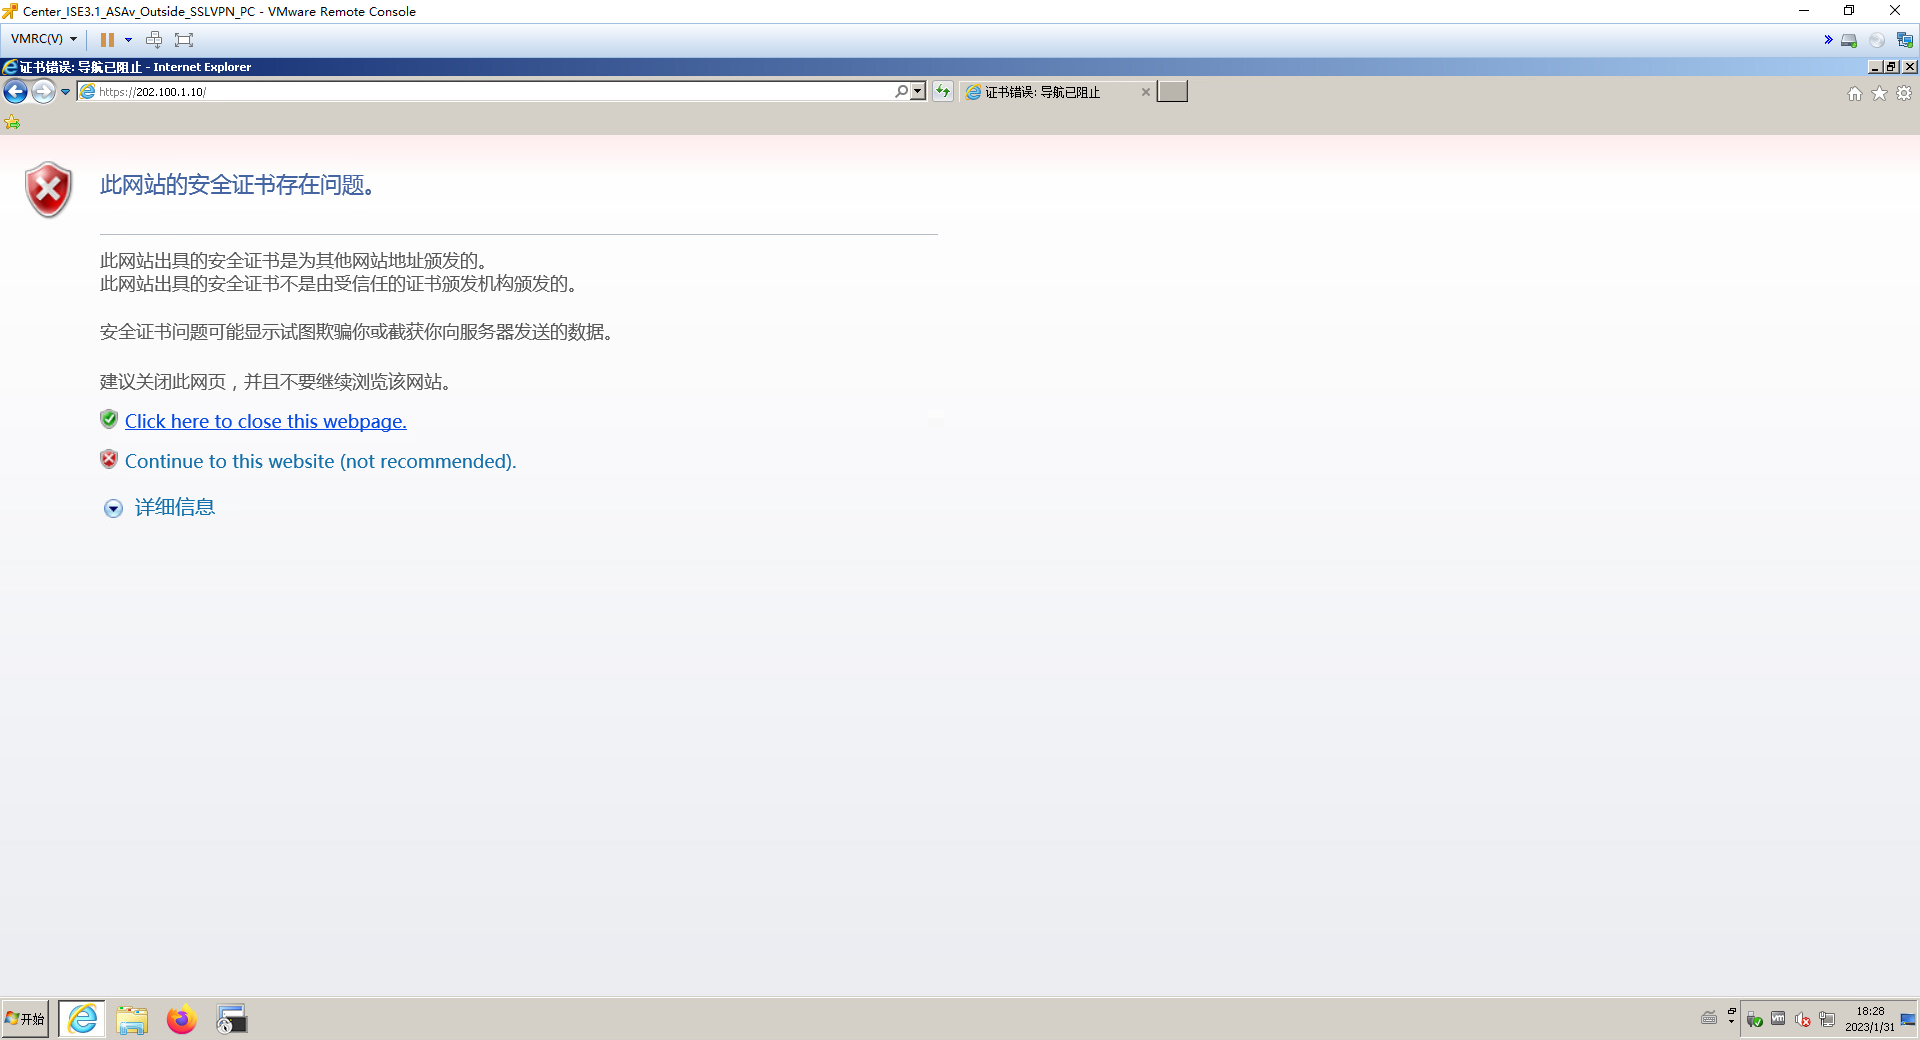 Center_ISE3.1_ASAv_Outside_SSLVPN_PC - VMware Remote Console
VMRC(V)
证书错误: 导航已阻止 - Internet Explorer
https://202.100.1.10/
证书错误: 导航已阻止
此网站的安全证书存在问题。
此网站出具的安全证书是为其他网站地址颁发的。
此网站出具的安全证书不是由受信任的证书颁发机构颁发的。
安全证书问题可能显示试图欺骗你或截获你向服务器发送的数据。
建议关闭此网页，并且不要继续浏览该网站。
Click here to close this webpage.
Continue to this website (not recommended).
详细信息
开始
vm
18:28
2023/1/31